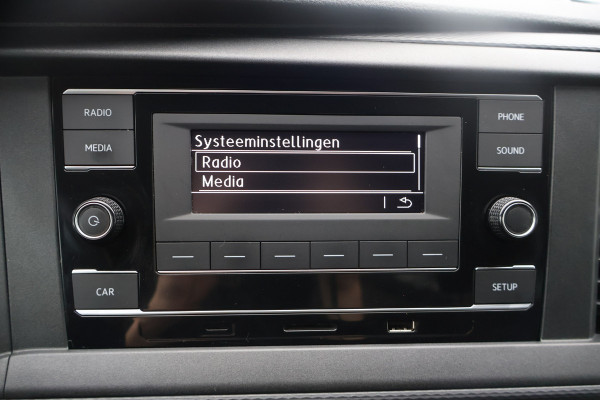 RADIO
PHONE
MEDIA
SOUND
Systeeminstellingen
Radio
Media
CAR
SETUP